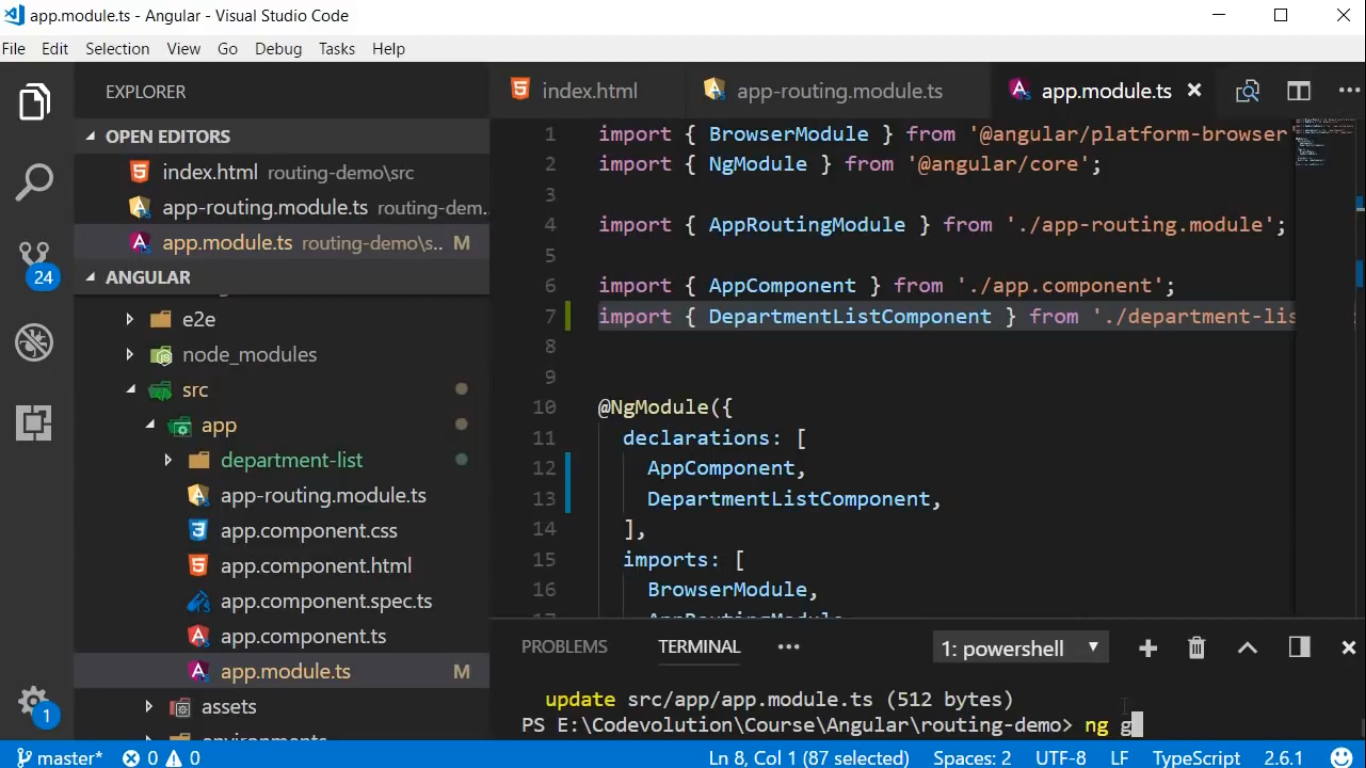 app.module.ts - Angular - Visual Studio Code
File Edit Selection View Go Debug Tasks Help
EXPLORER
OPEN EDITORS
index.html routing-demo\src
app-routing.module.ts routing-dem...
app.module.ts routing-demo\s... M
ANGULAR
e2e
node_modules
src
app
department-list
app-routing.module.ts
app.component.css
app.component.html
app.component.spec.ts
app.component.ts
app.module.ts M
assets
environments
24
1
index.html app-routing.module.ts app.module.ts
1 import { BrowserModule } from '@angular/platform-browser'
2 import { NgModule } from '@angular/core';
3
4 import { AppRoutingModule } from './app-routing.module';
5
6 import { AppComponent } from './app.component';
7 import { DepartmentListComponent } from './department-lis
8
9
10 @NgModule({
11 declarations: [
12 AppComponent,
13 DepartmentListComponent,
14 ],
15 imports: [
16 BrowserModule,
17 AppRoutingModule
PROBLEMS TERMINAL ••• 1: powershell
update src/app/app.module.ts (512 bytes)
PS E:\Codevolution\Course\Angular\routing-demo> ng g
master* 0 0 Ln 8, Col 1 (87 selected) Spaces: 2 UTF-8 LF TypeScript 2.6.1